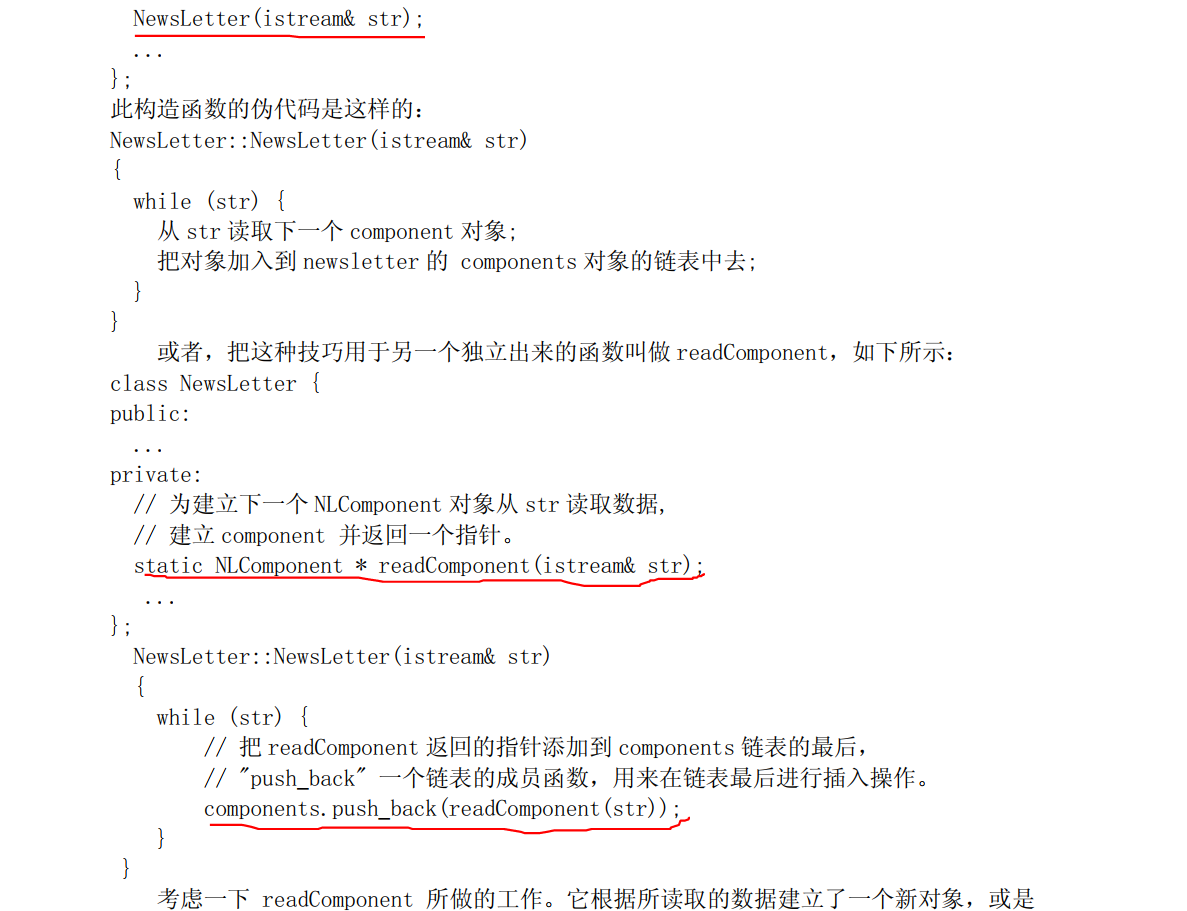 NewsLetter(istream& str);
...
};
此构造函数的伪代码是这样的：
NewsLetter::NewsLetter(istream& str)
{
while (str) {
从 str 读取下一个 component 对象;
把对象加入到 newsletter 的 components 对象的链表中去;
}
}
或者，把这种技巧用于另一个独立出来的函数叫做 readComponent，如下所示：
class NewsLetter {
public:
...
private:
// 为建立下一个 NLComponent 对象从 str 读取数据,
// 建立 component 并返回一个指针。
static NLComponent * readComponent(istream& str);
...
};
NewsLetter::NewsLetter(istream& str)
{
while (str) {
// 把 readComponent 返回的指针添加到 components 链表的最后，
// "push_back" 一个链表的成员函数，用来在链表最后进行插入操作。
components.push_back(readComponent(str));
}
}
考虑一下 readComponent 所做的工作。它根据所读取的数据建立了一个新对象，或是